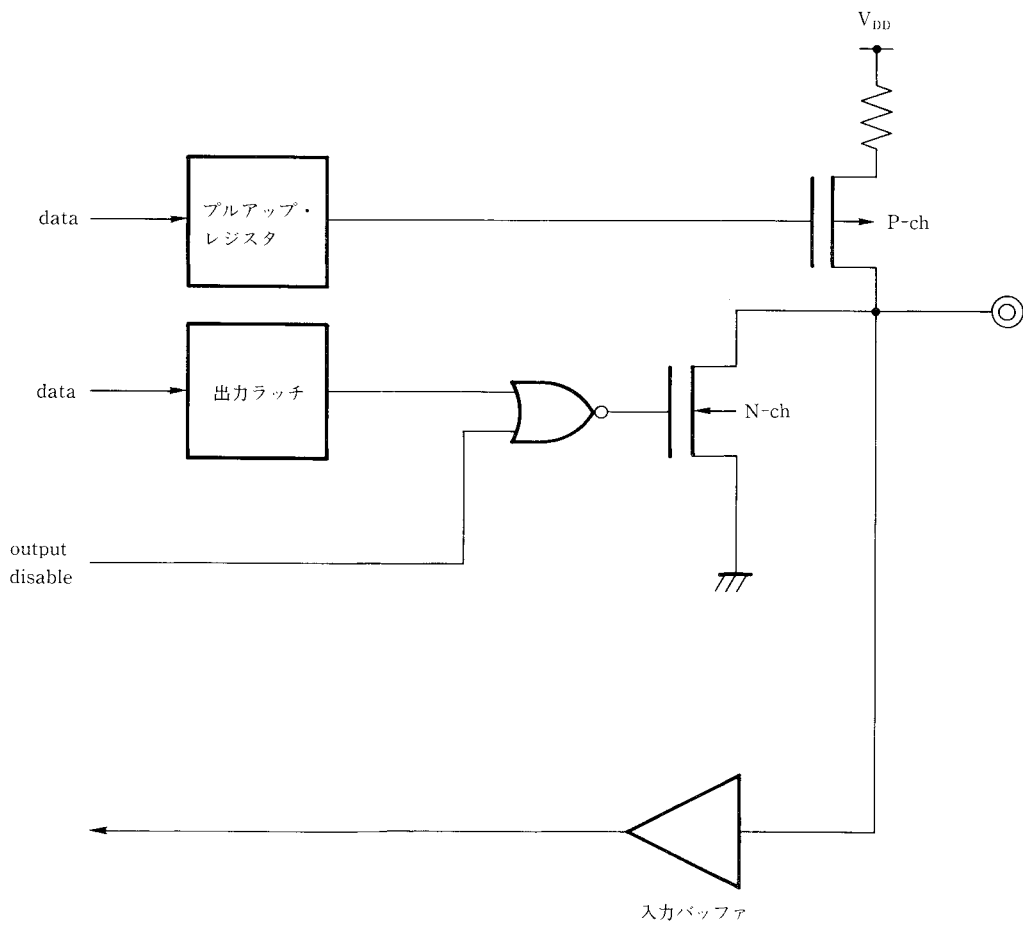 V_DD
data
プルアップ・
レジスタ
P-ch
data
出力ラッチ
N-ch
output
disable
入力バッファ